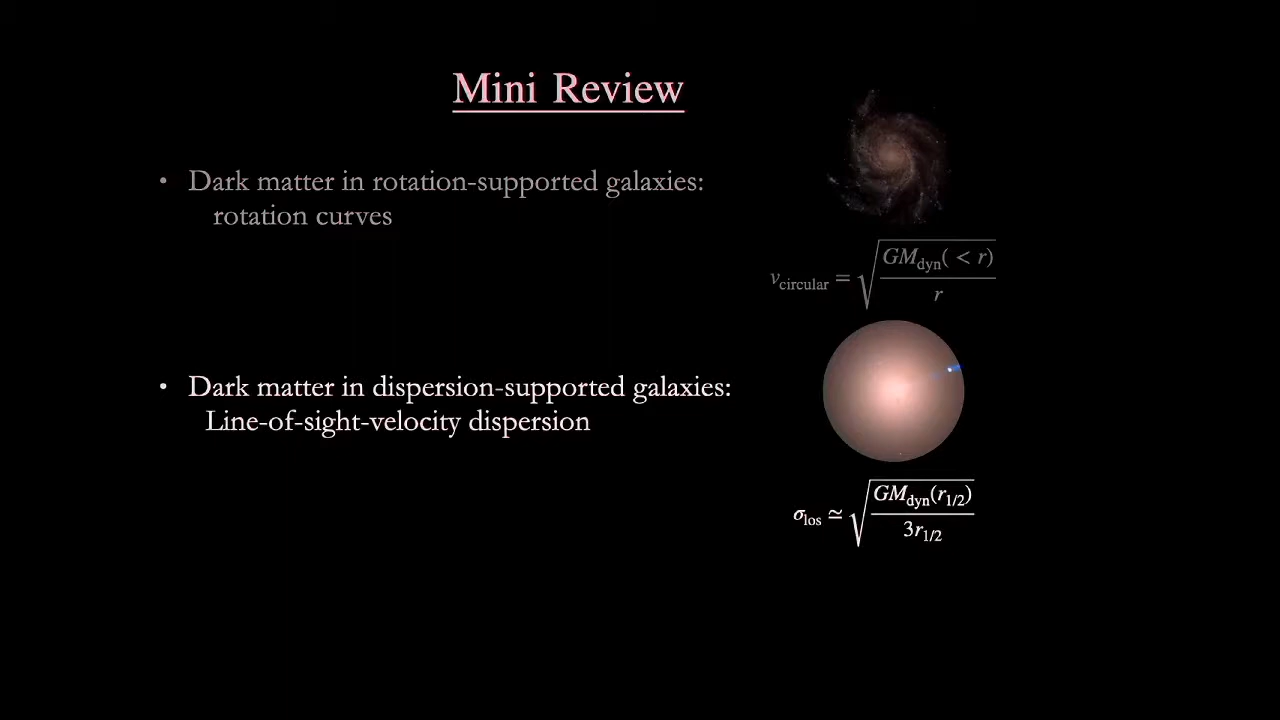 Mini Review
• Dark matter in rotation-supported galaxies:
rotation curves
v_circular = √(GM_dyn(< r) / r)
• Dark matter in dispersion-supported galaxies:
Line-of-sight-velocity dispersion
σ_los ≃ √(GM_dyn(r_1/2) / 3r_1/2)